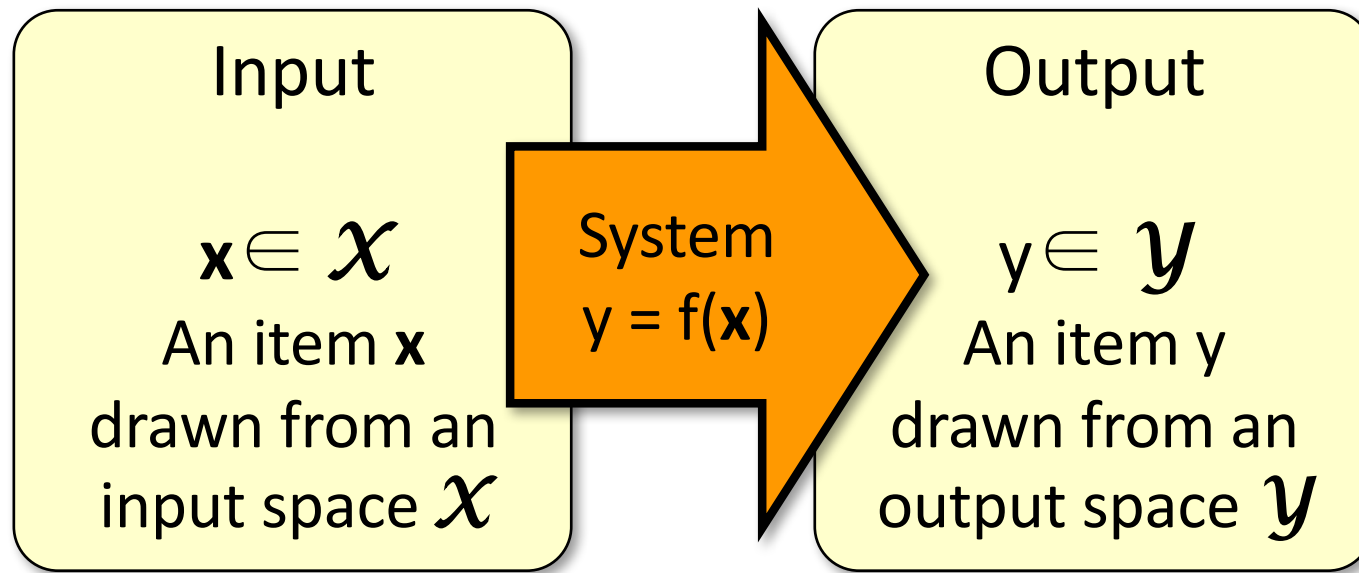 Input
x ∈ 𝒳
An item x
drawn from an
input space 𝒳
System
y = f(x)
Output
y ∈ 𝒴
An item y
drawn from an
output space 𝒴